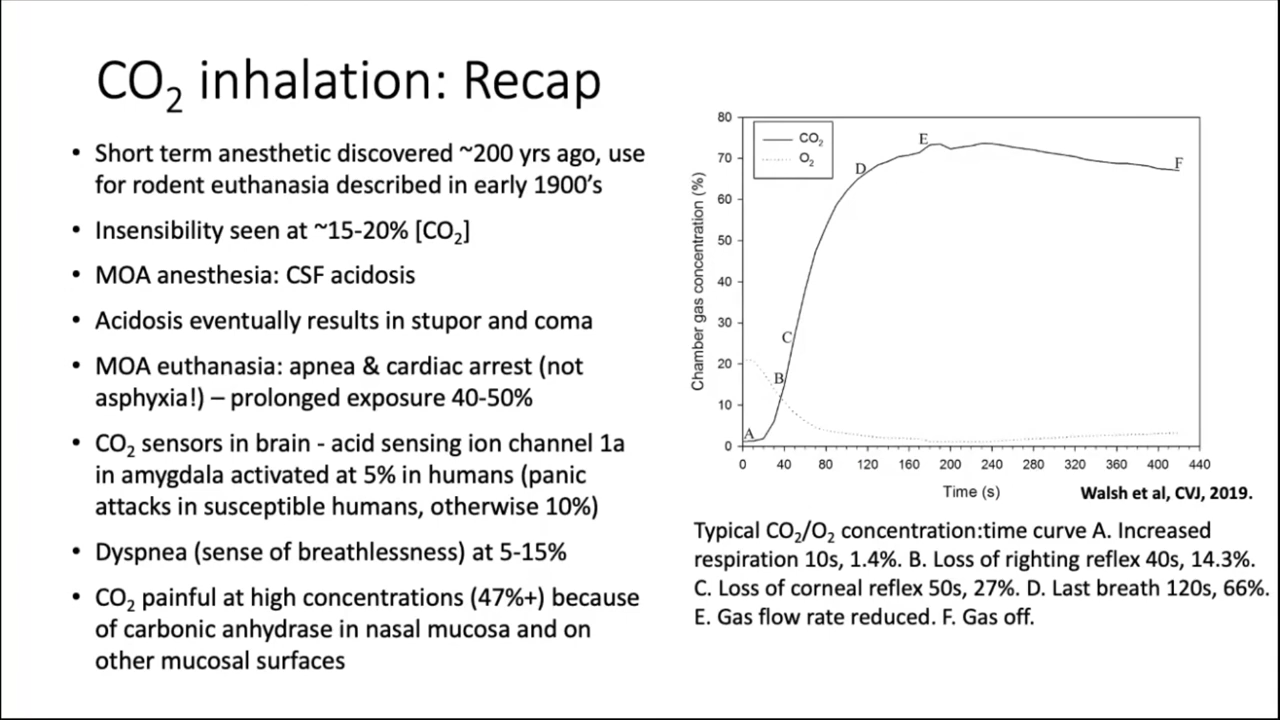 CO₂ inhalation: Recap
• Short term anesthetic discovered ~200 yrs ago, use
for rodent euthanasia described in early 1900’s
• Insensibility seen at ~15-20% [CO₂]
• MOA anesthesia: CSF acidosis
• Acidosis eventually results in stupor and coma
• MOA euthanasia: apnea & cardiac arrest (not
asphyxia!) – prolonged exposure 40-50%
• CO₂ sensors in brain - acid sensing ion channel 1a
in amygdala activated at 5% in humans (panic
attacks in susceptible humans, otherwise 10%)
• Dyspnea (sense of breathlessness) at 5-15%
• CO₂ painful at high concentrations (47%+) because
of carbonic anhydrase in nasal mucosa and on
other mucosal surfaces
Chamber gas concentration (%)
80
70
60
50
40
30
20
10
0
CO₂
O₂
A
B
C
D
E
F
0 40 80 120 160 200 240 280 320 360 400 440
Time (s)
Walsh et al, CVJ, 2019.
Typical CO₂/O₂ concentration:time curve A. Increased
respiration 10s, 1.4%. B. Loss of righting reflex 40s, 14.3%.
C. Loss of corneal reflex 50s, 27%. D. Last breath 120s, 66%.
E. Gas flow rate reduced. F. Gas off.